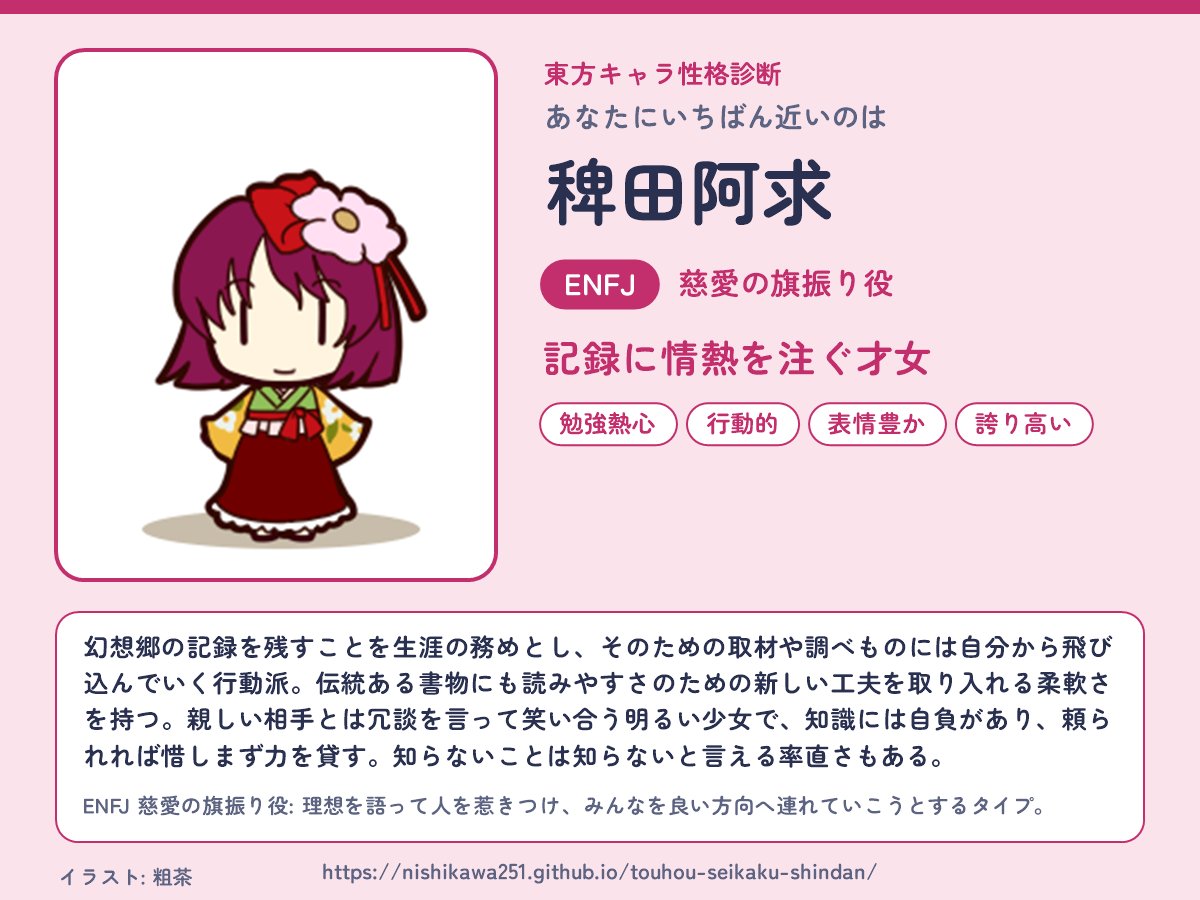 東方キャラ性格診断
あなたにいちばん近いのは
稗田阿求
ENFJ 慈愛の旗振り役
記録に情熱を注ぐ才女
勉強熱心 行動的 表情豊か 誇り高い
幻想郷の記録を残すことを生涯の務めとし、そのための取材や調べものには自分から飛び
込んでいく行動派。伝統ある書物にも読みやすさのための新しい工夫を取り入れる柔軟さ
を持つ。親しい相手とは冗談を言って笑い合う明るい少女で、知識には自負があり、頼ら
れれば惜しまず力を貸す。知らないことは知らないと言える率直さもある。
ENFJ 慈愛の旗振り役: 理想を語って人を惹きつけ、みんなを良い方向へ連れていこうとするタイプ。
イラスト: 粗茶 https://nishikawa251.github.io/touhou-seikaku-shindan/